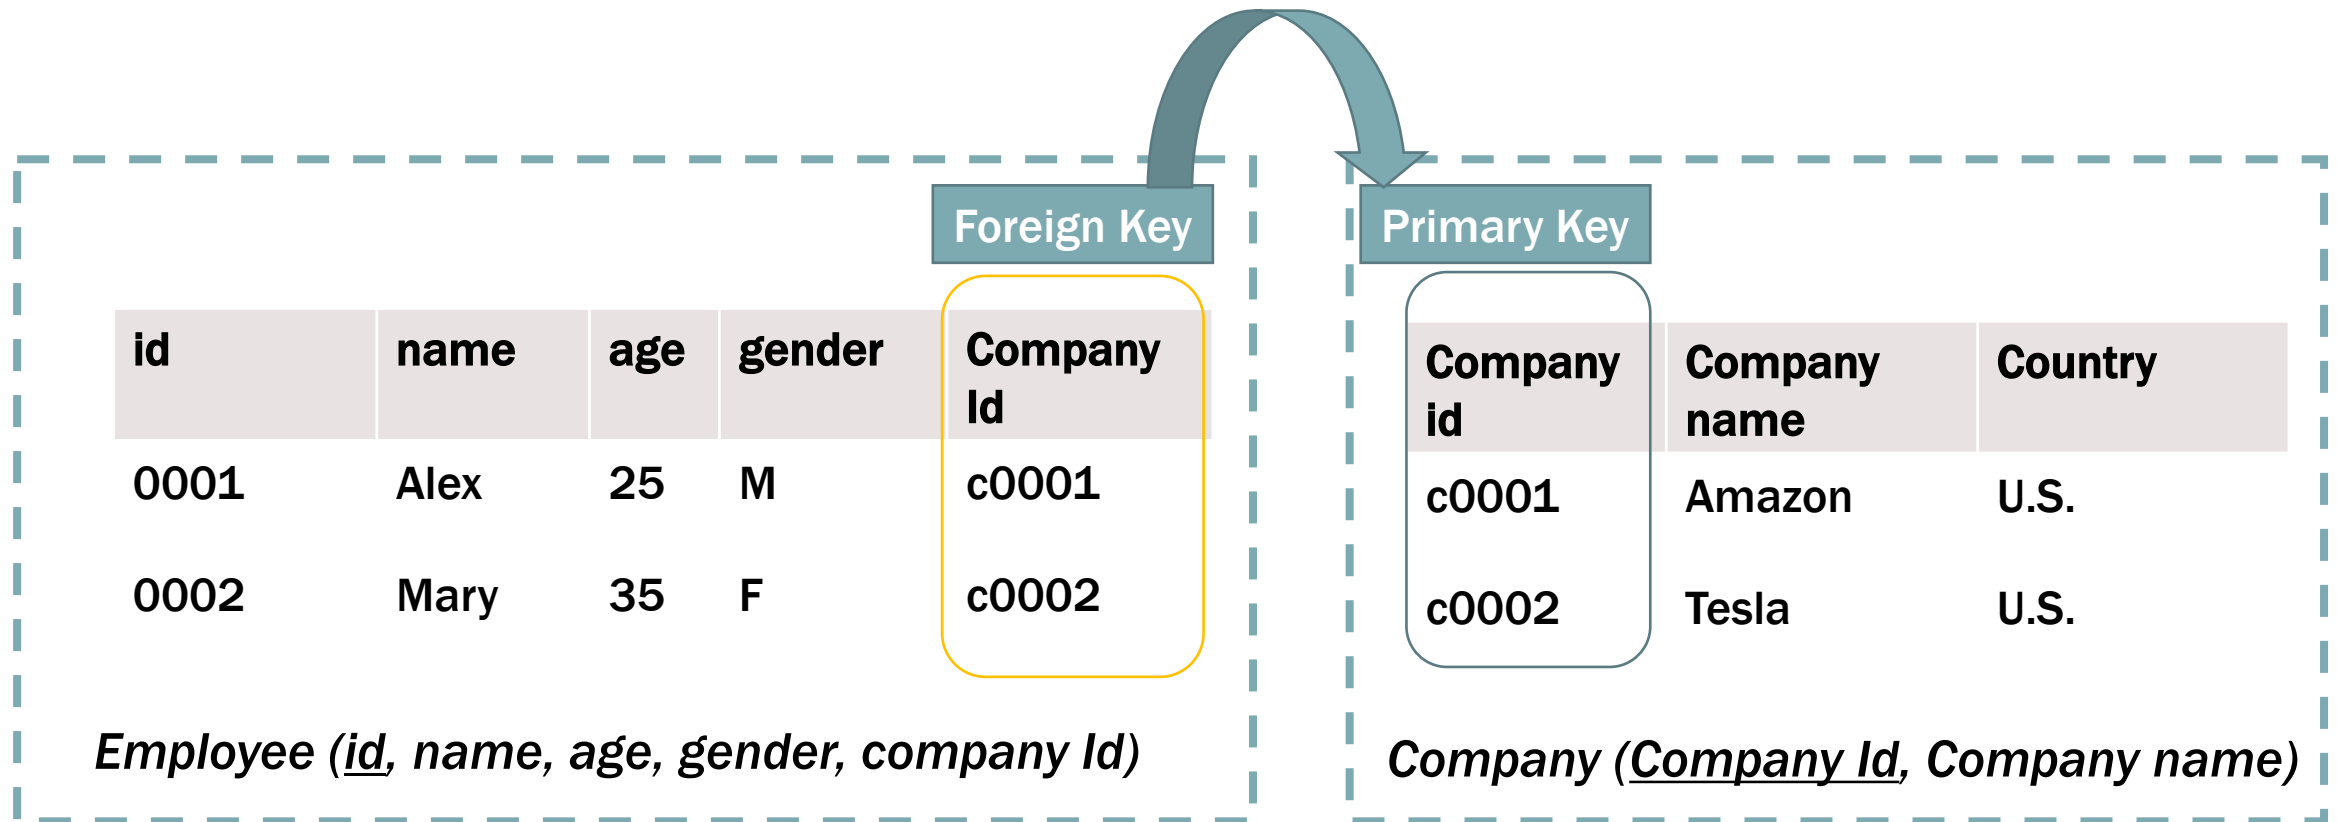 Foreign Key
Primary Key
id name age gender Company
Id
0001 Alex 25 M c0001
0002 Mary 35 F c0002
Employee (id, name, age, gender, company Id)
Company Company Country
id name
c0001 Amazon U.S.
c0002 Tesla U.S.
Company (Company Id, Company name)